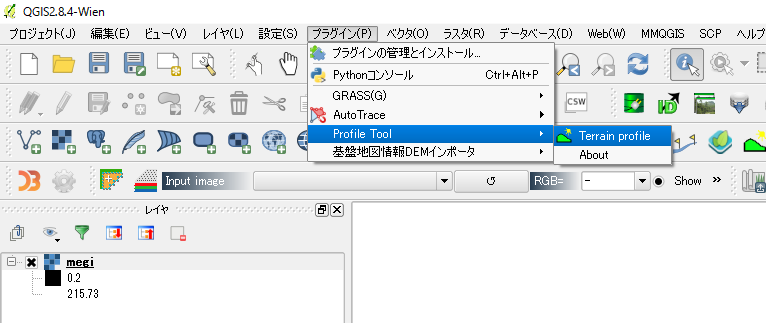 QGIS2.8.4-Wien
プロジェクト(J) 編集(E) ビュー(V) レイヤ(L) 設定(S) プラグイン(P) ベクタ(O) ラスタ(R) データベース(D) Web(W) MMQGIS SCP ヘルプ
プラグインの管理とインストール...
Pythonコンソール Ctrl+Alt+P
GRASS(G)
AutoTrace
Profile Tool
基盤地図情報DEMインポータ
Terrain profile
About
CSW
Input image
RGB= - Show
レイヤ
megi
0.2
215.73